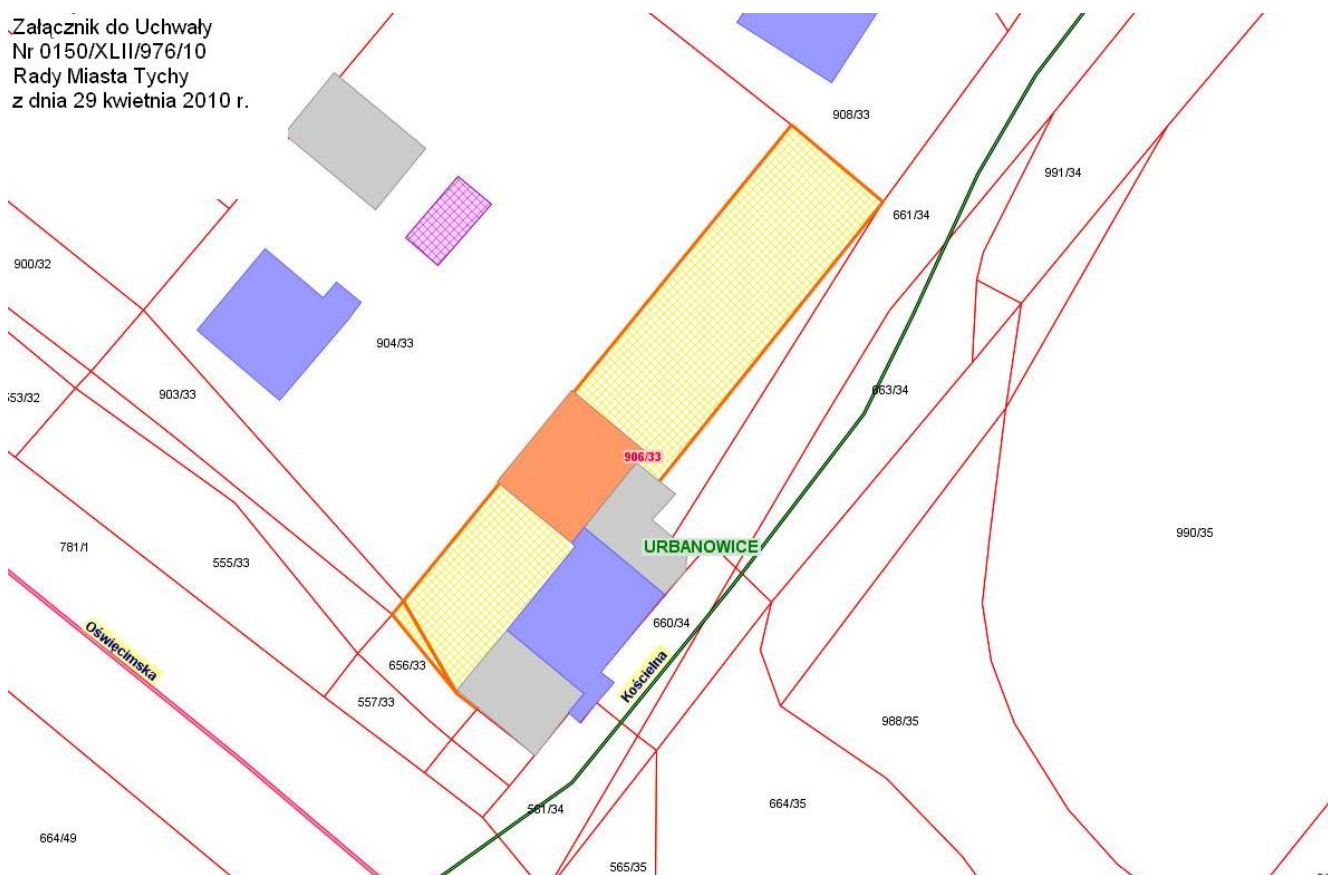 Załącznik do Uchwały
Nr 0150/XLII/976/10
Rady Miasta Tychy
z dnia 29 kwietnia 2010 r.
908/33
991/34
661/34
900/32
904/33
663/34
903/33
53/32
906/33
990/35
781/1
URBANOWICE
555/33
660/34
Oświęcimska
656/33
Kościelna
557/33
988/35
664/35
561/34
664/49
565/35